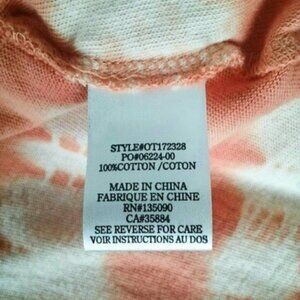 STYLE#OT172328
PO#06224-00
100%COTTON /COTON
MADE IN CHINA
FABRIQUE EN CHINE
RN#135090
CA#35884
SEE REVERSE FOR CARE
VOIR INSTRUCTIONS AU DOS